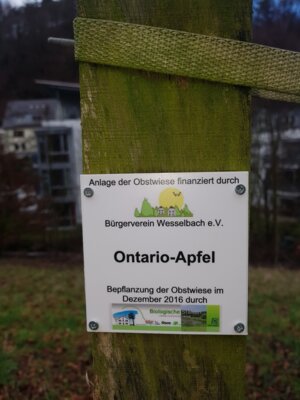 Anlage der Obstwiese finanziert durch
Bürgerverein Wesselbach e.V.
Ontario-Apfel
Bepflanzung der Obstwiese im
Dezember 2016 durch
Biologische